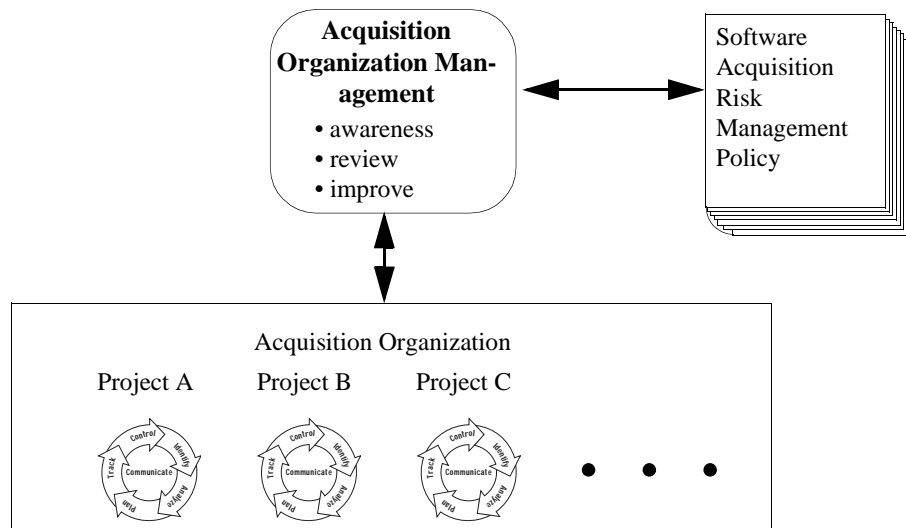 Acquisition
Organization Man-
agement
• awareness
• review
• improve
Software
Acquisition
Risk
Management
Policy
Acquisition Organization
Project A
Project B
Project C
Control
Identify
Analyze
Plan
Track
Communicate
Control
Identify
Analyze
Plan
Track
Communicate
Control
Identify
Analyze
Plan
Track
Communicate